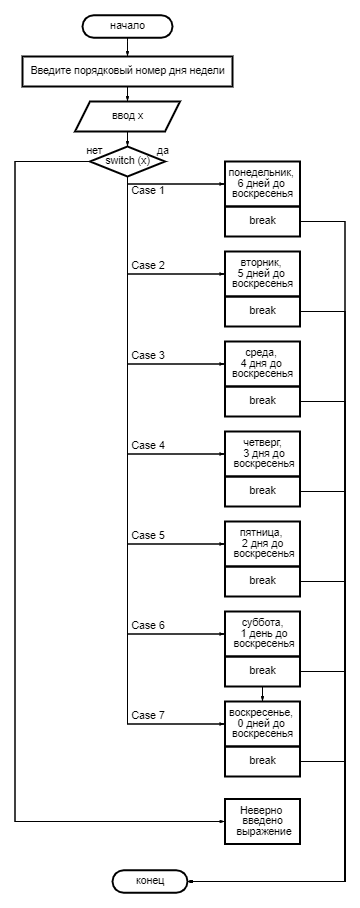 начало
Введите порядковый номер дня недели
ввод x
нет
да
switch (x)
Case 1
понедельник,
6 дней до
воскресенья
break
Case 2
вторник,
5 дней до
воскресенья
break
Case 3
среда,
4 дня до
воскресенья
break
Case 4
четверг,
3 дня до
воскресенья
break
Case 5
пятница,
2 дня до
воскресенья
break
Case 6
суббота,
1 день до
воскресенья
break
Case 7
воскресенье,
0 дней до
воскресенья
break
Неверно
введено
выражение
конец